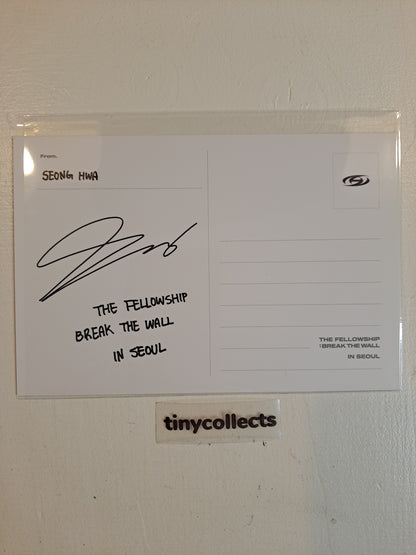 From.
SEONG HWA
THE FELLOWSHIP
BREAK THE WALL
IN SEOUL
THE FELLOWSHIP
: BREAK THE WALL
IN SEOUL
tinycollects